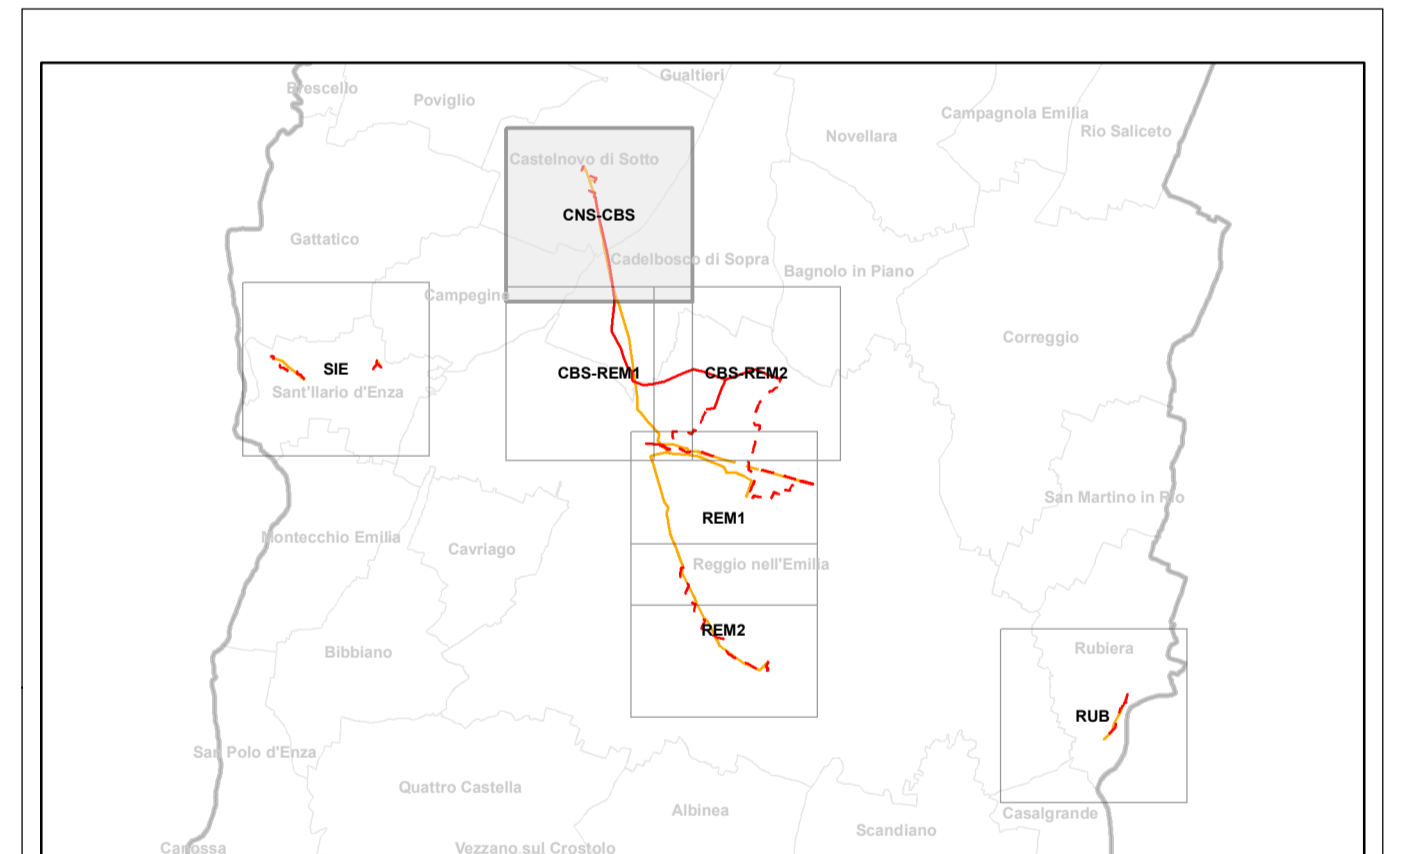 Gualtieri
Brescello
Poviglio
Campagnola Emilia
Rio Saliceto
Novellara
Castelnovo di Sotto
CNS-CBS
Gattatico
Cadelbosco di Sopra
Bagnolo in Piano
Campegine
Correggio
SIE
CBS-REM1
CBS-REM2
Sant'Ilario d'Enza
San Martino in Rio
REM1
Montecchio Emilia
Cavriago
Reggio nell'Emilia
REM2
Bibbiano
Rubiera
RUB
San Polo d'Enza
Quattro Castella
Albinea
Casalgrande
Scandiano
Canossa
Vezzano sul Crostolo